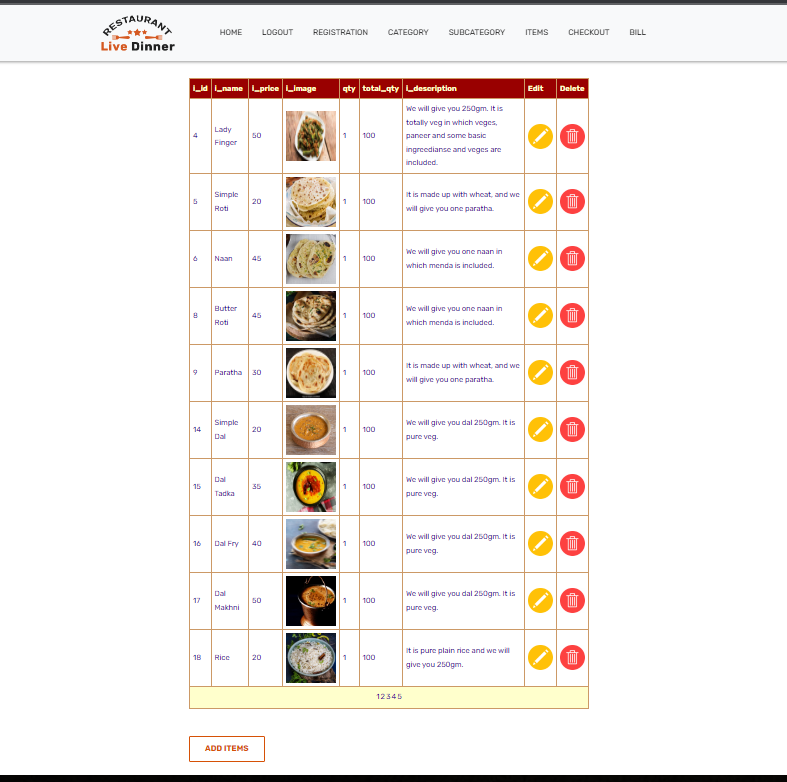 RESTAURANT
Live Dinner
HOME LOGOUT REGISTRATION CATEGORY SUBCATEGORY ITEMS CHECKOUT BILL
I_id I_name I_price I_image qty total_qty I_description Edit Delete
4 Lady Finger 50 1 100 We will give you 250gm. It is
totally veg in which veges,
paneer and some basic
ingreedianse and veges are
included.
5 Simple Roti 20 1 100 It is made up with wheat, and we
will give you one paratha.
6 Naan 45 1 100 We will give you one naan in
which menda is included.
8 Butter Roti 45 1 100 We will give you one naan in
which menda is included.
9 Paratha 30 1 100 It is made up with wheat, and we
will give you one paratha.
14 Simple Dal 20 1 100 We will give you dal 250gm. It is
pure veg.
15 Dal Tadka 35 1 100 We will give you dal 250gm. It is
pure veg.
16 Dal Fry 40 1 100 We will give you dal 250gm. It is
pure veg.
17 Dal Makhni 50 1 100 We will give you dal 250gm. It is
pure veg.
18 Rice 20 1 100 It is pure plain rice and we will
give you 250gm.
1 2 3 4 5
ADD ITEMS